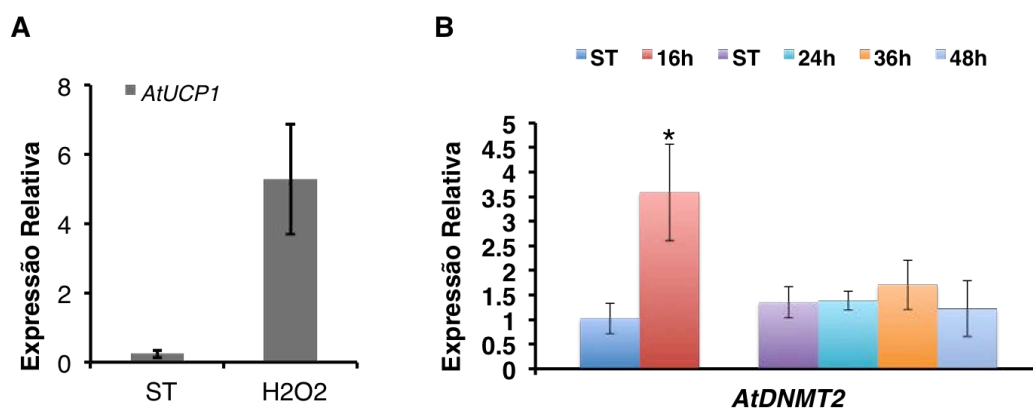 A
AtUCP1
Expressão Relativa
8
6
4
2
0
ST H2O2
B
ST 16h ST 24h 36h 48h
Expressão Relativa
5
4.5
4
3.5
3
2.5
2
1.5
1
0.5
0
*
AtDNMT2